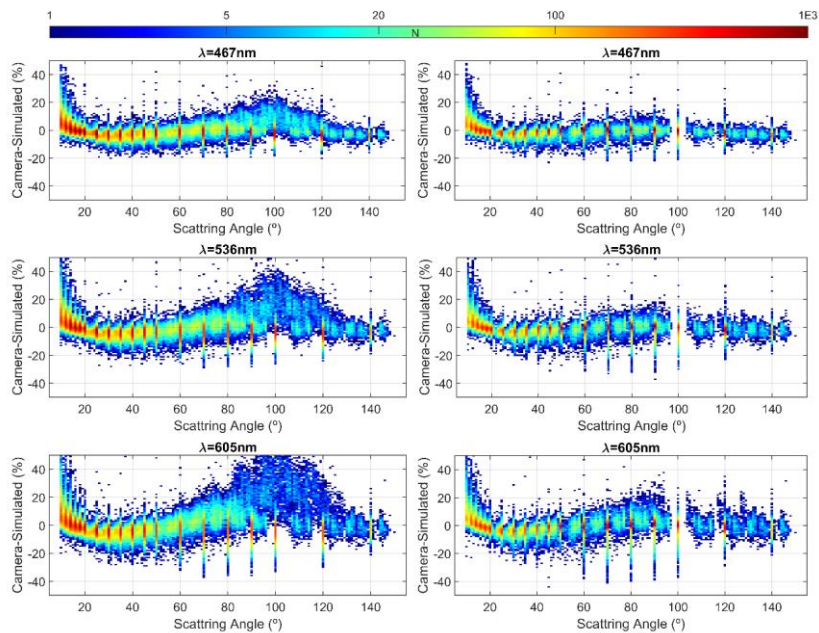 1 5 20 100 1E3
N
λ=467nm λ=467nm
Camera-Simulated (%) Camera-Simulated (%)
40 40
20 20
0 0
-20 -20
-40 -40
20 40 60 80 100 120 140 20 40 60 80 100 120 140
Scattring Angle (º) Scattring Angle (º)
λ=536nm λ=536nm
Camera-Simulated (%) Camera-Simulated (%)
40 40
20 20
0 0
-20 -20
-40 -40
20 40 60 80 100 120 140 20 40 60 80 100 120 140
Scattring Angle (º) Scattring Angle (º)
λ=605nm λ=605nm
Camera-Simulated (%) Camera-Simulated (%)
40 40
20 20
0 0
-20 -20
-40 -40
20 40 60 80 100 120 140 20 40 60 80 100 120 140
Scattring Angle (º) Scattring Angle (º)